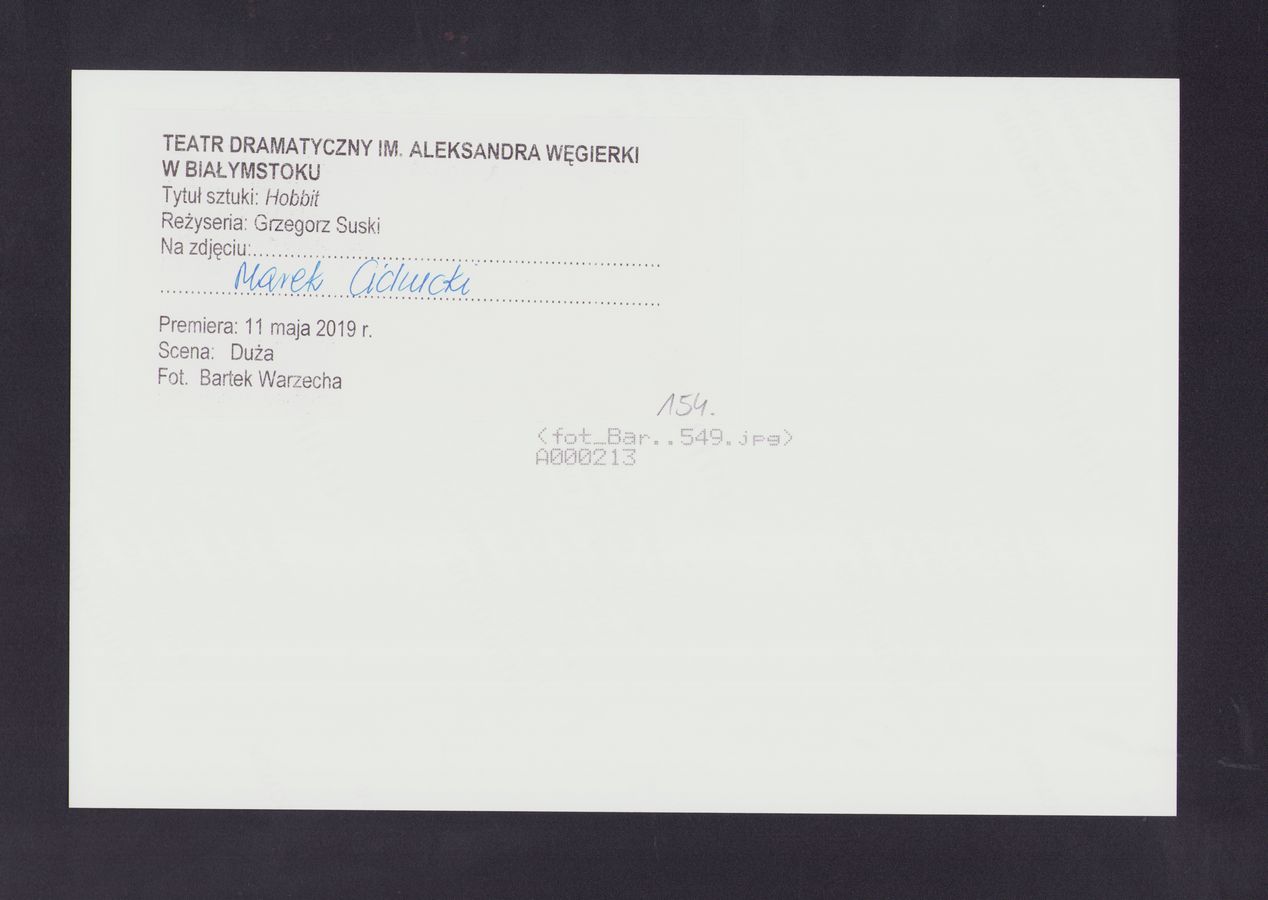 TEATR DRAMATYCZNY IM. ALEKSANDRA WĘGIERKI
W BIAŁYMSTOKU
Tytuł sztuki: Hobbit
Reżyseria: Grzegorz Suski
Na zdjęciu:
Marek Cichucki
Premiera: 11 maja 2019 r.
Scena: Duża
Fot. Bartek Warzecha
154.
<fot_Bar..549.jpg>
A000213